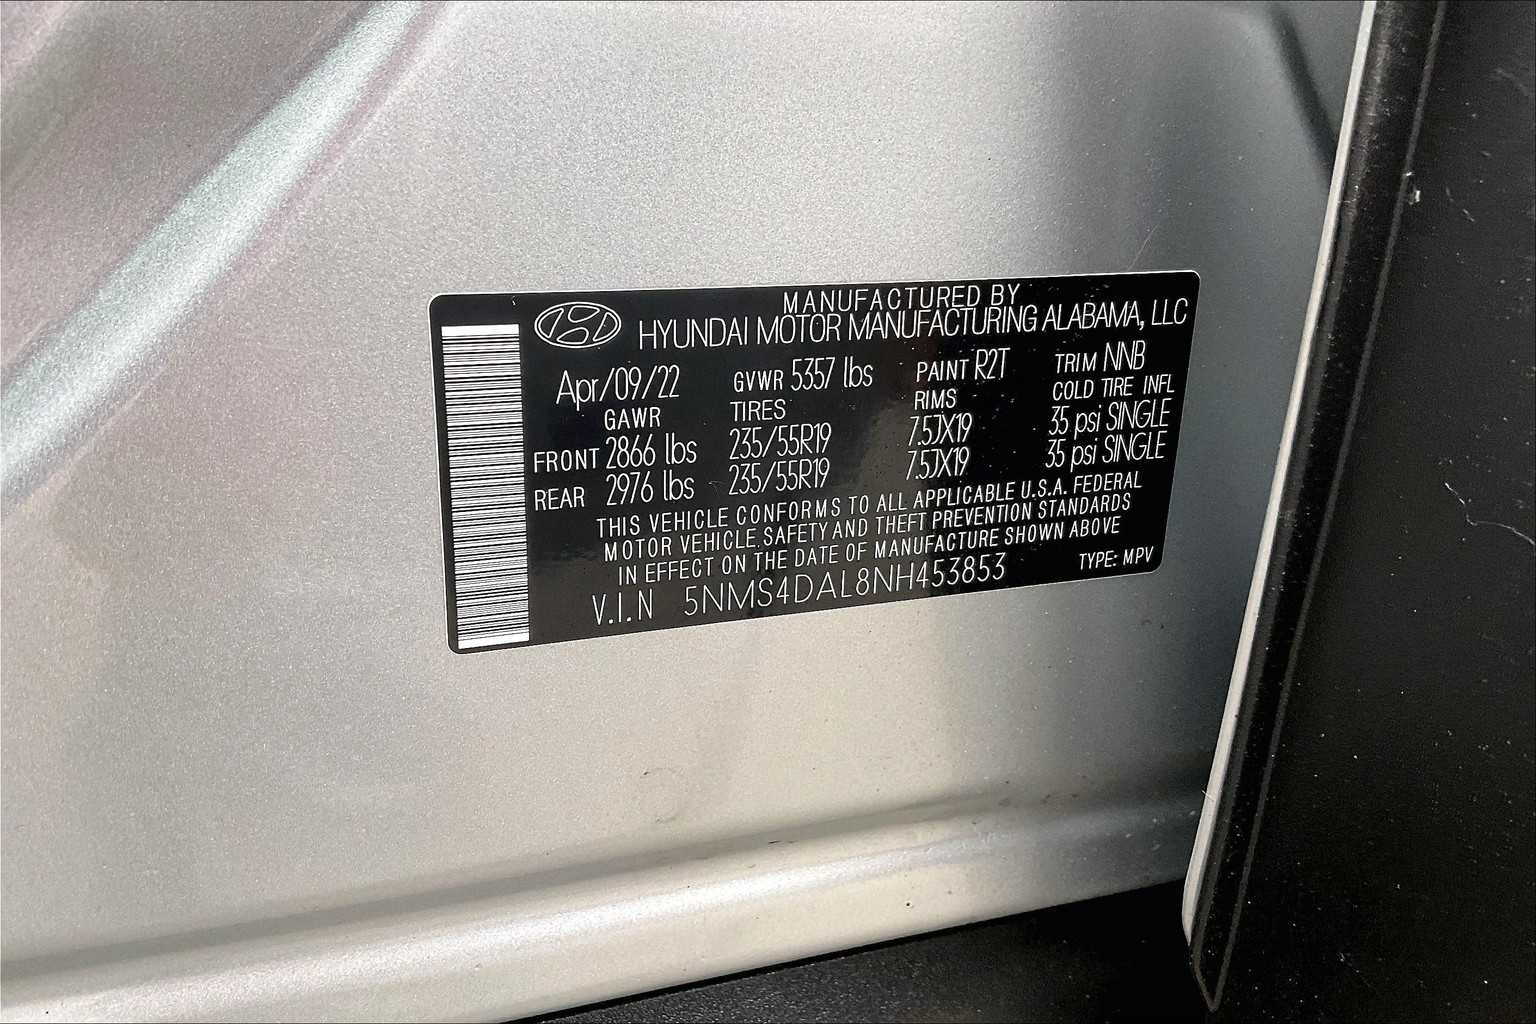 MANUFACTURED BY
HYUNDAI MOTOR MANUFACTURING ALABAMA, LLC
Apr/09/22 GVWR 5357 lbs PAINT R2T TRIM NNB
GAWR TIRES RIMS COLD TIRE INFL
FRONT 2866 lbs 235/55R19 7.5JX19 35 psi SINGLE
REAR 2976 lbs 235/55R19 7.5JX19 35 psi SINGLE
THIS VEHICLE CONFORMS TO ALL APPLICABLE U.S.A. FEDERAL
MOTOR VEHICLE SAFETY AND THEFT PREVENTION STANDARDS
IN EFFECT ON THE DATE OF MANUFACTURE SHOWN ABOVE
V.I.N 5NMS4DAL8NH453853 TYPE: MPV